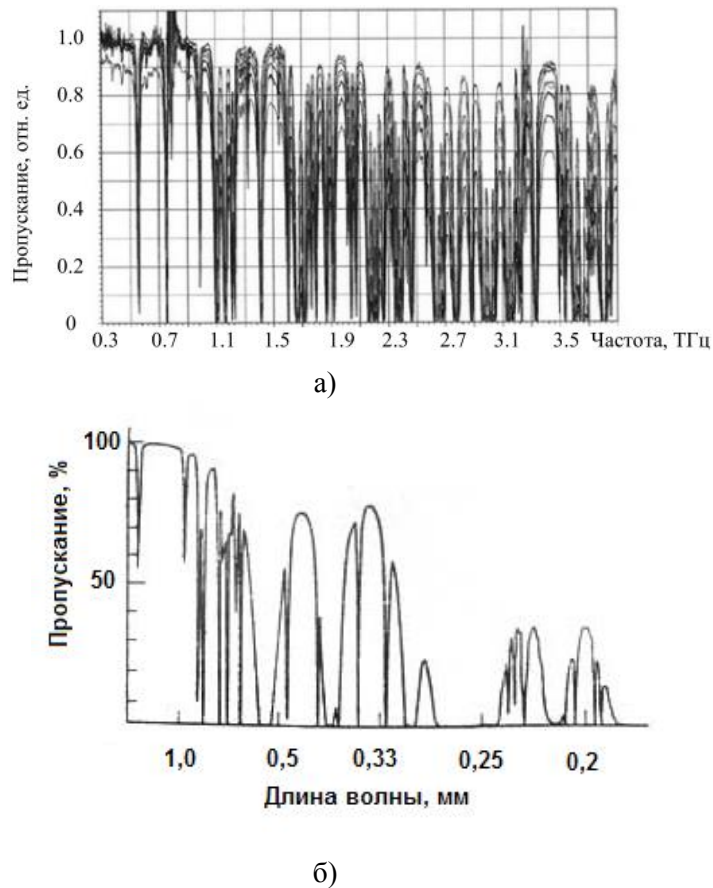 Пропускание, отн. ед.
1.0
0.8
0.6
0.4
0.2
0
0.3 0.7 1.1 1.5 1.9 2.3 2.7 3.1 3.5 Частота, ТГц
а)
Пропускание, %
100
50
1,0 0,5 0,33 0,25 0,2
Длина волны, мм
б)